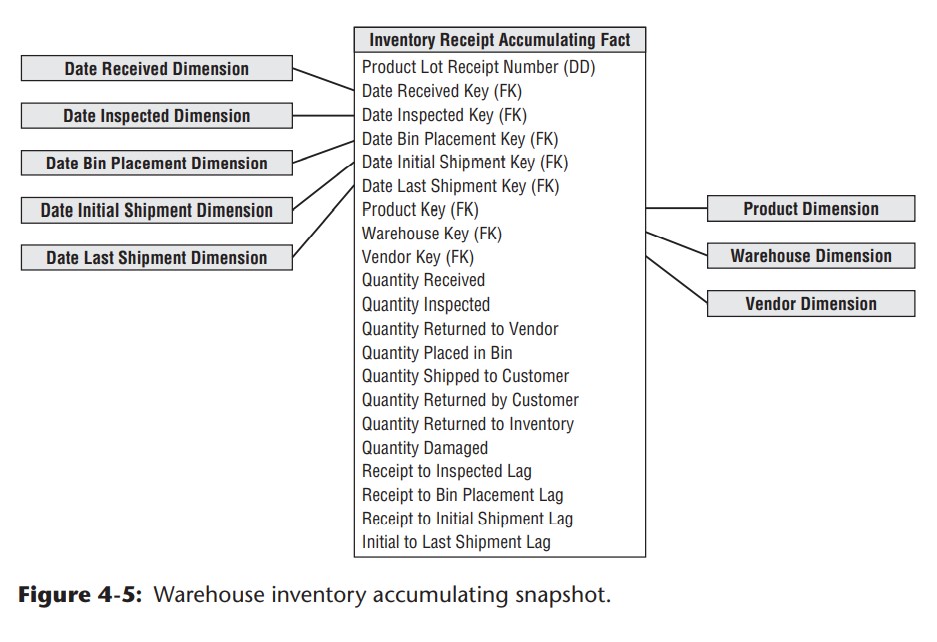 Inventory Receipt Accumulating Fact
Product Lot Receipt Number (DD)
Date Received Key (FK)
Date Inspected Key (FK)
Date Bin Placement Key (FK)
Date Initial Shipment Key (FK)
Date Last Shipment Key (FK)
Product Key (FK)
Warehouse Key (FK)
Vendor Key (FK)
Quantity Received
Quantity Inspected
Quantity Returned to Vendor
Quantity Placed in Bin
Quantity Shipped to Customer
Quantity Returned by Customer
Quantity Returned to Inventory
Quantity Damaged
Receipt to Inspected Lag
Receipt to Bin Placement Lag
Receipt to Initial Shipment Lag
Initial to Last Shipment Lag
Date Received Dimension
Date Inspected Dimension
Date Bin Placement Dimension
Date Initial Shipment Dimension
Date Last Shipment Dimension
Product Dimension
Warehouse Dimension
Vendor Dimension
Figure 4-5: Warehouse inventory accumulating snapshot.